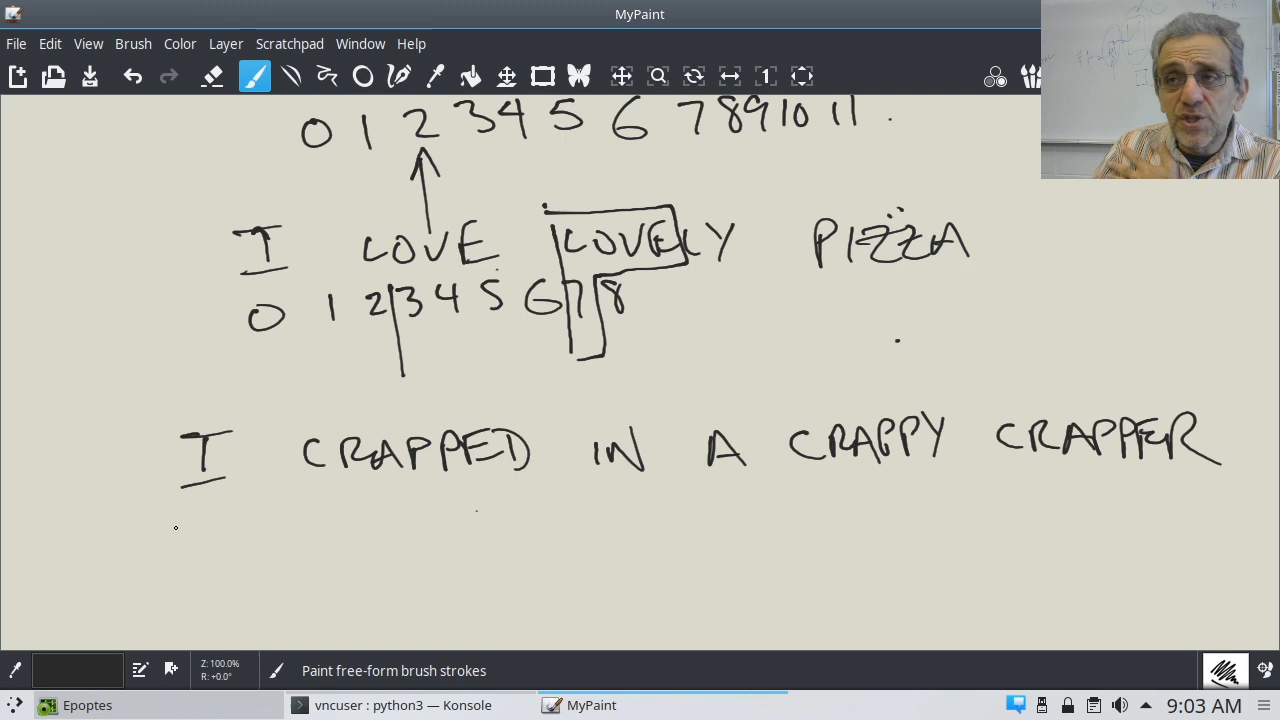 MyPaint
File Edit View Brush Color Layer Scratchpad Window Help
0 1 2 3 4 5 6 7 8 9 10 11
I LOVE LOVELY PIZZA
0 1 2 3 4 5 6 7 8
I CRAPPED IN A CRAPPY CRAPPER
Z: 100.0%
R: +0.0°
Paint free-form brush strokes
Epoptes vncuser : python3 — Konsole MyPaint 9:03 AM